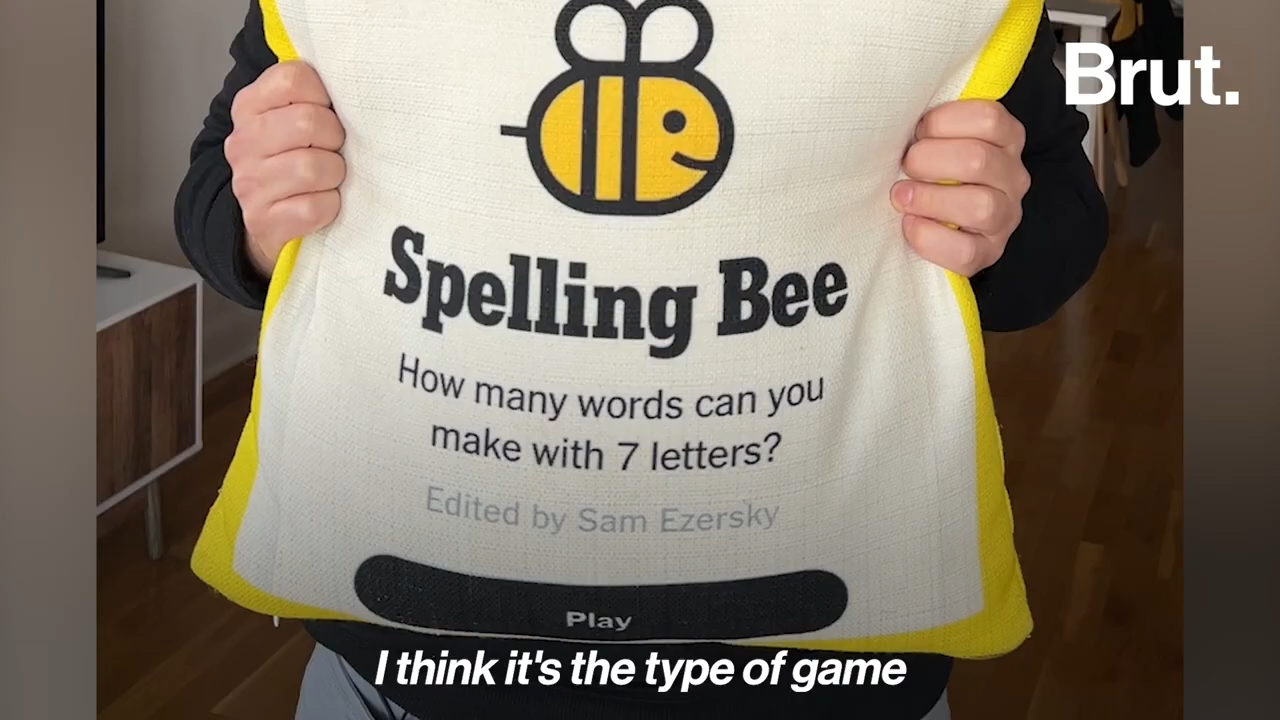 Brut.
Spelling Bee
How many words can you
make with 7 letters?
Edited by Sam Ezersky
Play
I think it's the type of game